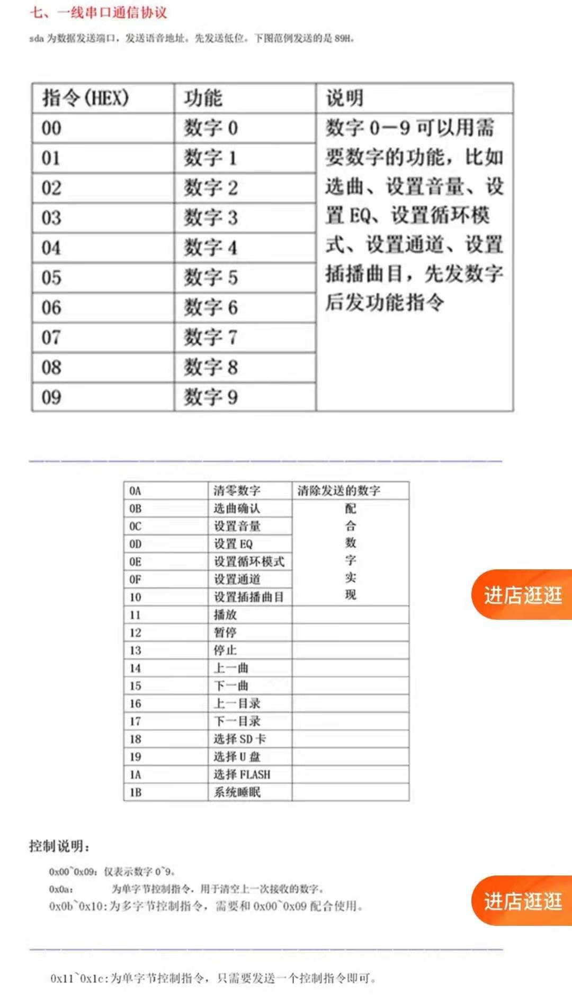 七、一线串口通信协议
sda 为数据发送端口，发送语音地址。先发送低位。下图范例发送的是 89H。
指令(HEX) 功能 说明
00 数字 0 数字 0－9 可以用需
01 数字 1 要数字的功能，比如
02 数字 2 选曲、设置音量、设
03 数字 3 置 EQ、设置循环模
04 数字 4 式、设置通道、设置
05 数字 5 插播曲目，先发数字
06 数字 6 后发功能指令
07 数字 7
08 数字 8
09 数字 9
0A 清零数字 清除发送的数字
0B 选曲确认 配
0C 设置音量 合
0D 设置 EQ 数
0E 设置循环模式 字
0F 设置通道 实
10 设置插播曲目 现
进店逛逛
11 播放
12 暂停
13 停止
14 上一曲
15 下一曲
16 上一目录
17 下一目录
18 选择 SD 卡
19 选择 U 盘
1A 选择 FLASH
1B 系统睡眠
控制说明：
0x00~0x09：仅表示数字 0~9。
0x0a： 为单字节控制指令，用于清空上一次接收的数字。
0x0b~0x10:为多字节控制指令，需要和 0x00~0x09 配合使用。
进店逛逛
0x11~0x1c:为单字节控制指令，只需要发送一个控制指令即可。